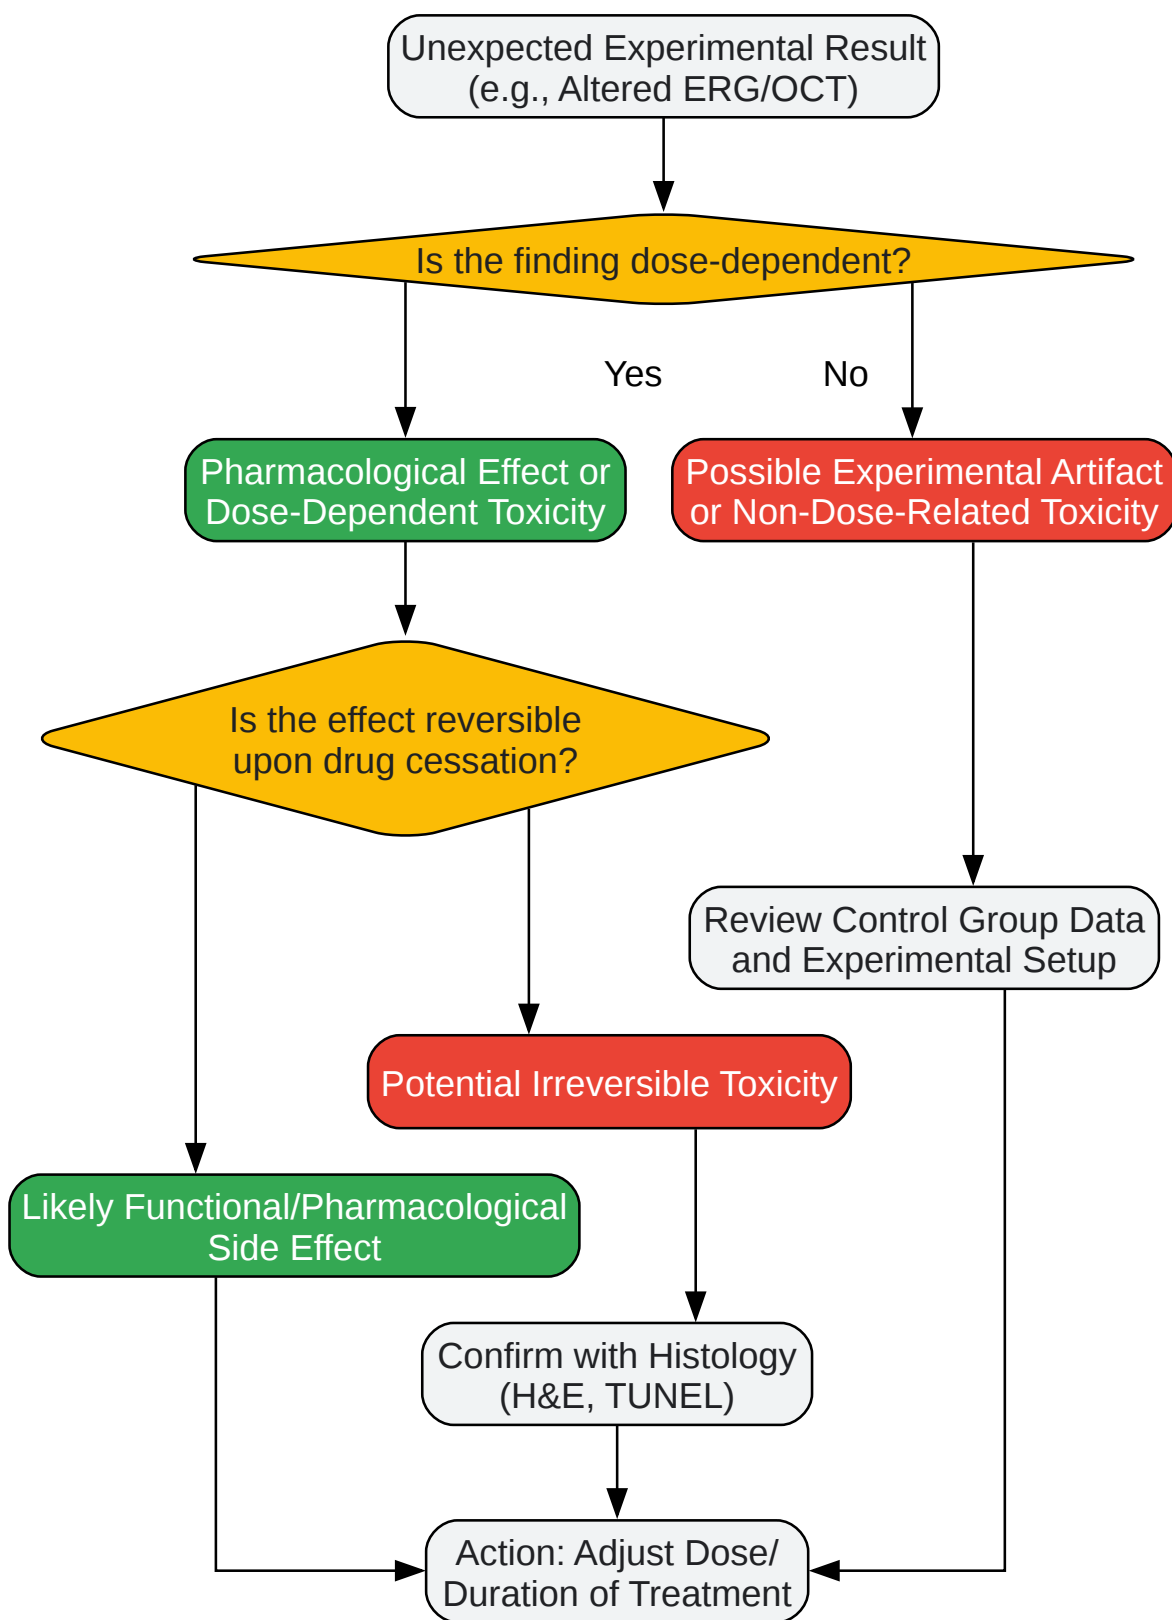 Unexpected Experimental Result
(e.g., Altered ERG/OCT)
Is the finding dose-dependent?
Yes
No
Pharmacological Effect or
Dose-Dependent Toxicity
Possible Experimental Artifact
or Non-Dose-Related Toxicity
Is the effect reversible
upon drug cessation?
Review Control Group Data
and Experimental Setup
Potential Irreversible Toxicity
Likely Functional/Pharmacological
Side Effect
Confirm with Histology
(H&E, TUNEL)
Action: Adjust Dose/
Duration of Treatment